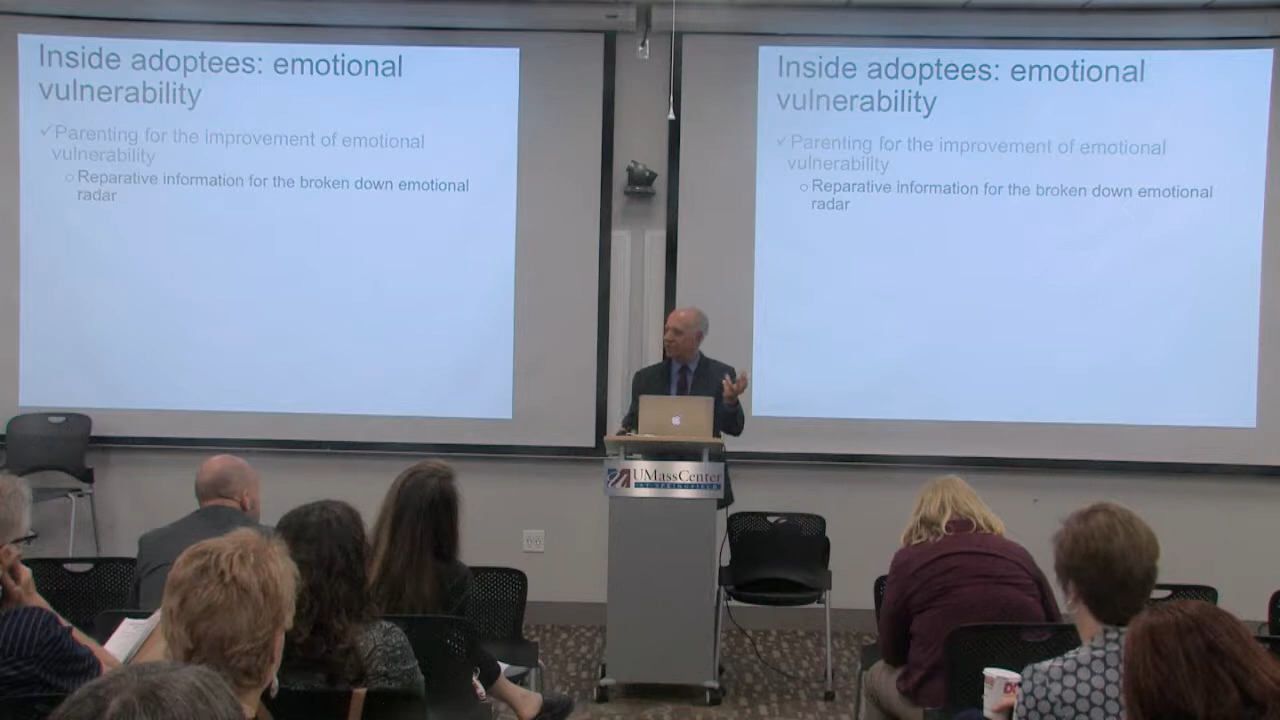 Inside adoptees: emotional
vulnerability
✓Parenting for the improvement of emotional
vulnerability
○Reparative information for the broken down emotional
radar
Inside adoptees: emotional
vulnerability
✓Parenting for the improvement of emotional
vulnerability
○Reparative information for the broken down emotional
radar
UMassCenter
AT SPRINGFIELD